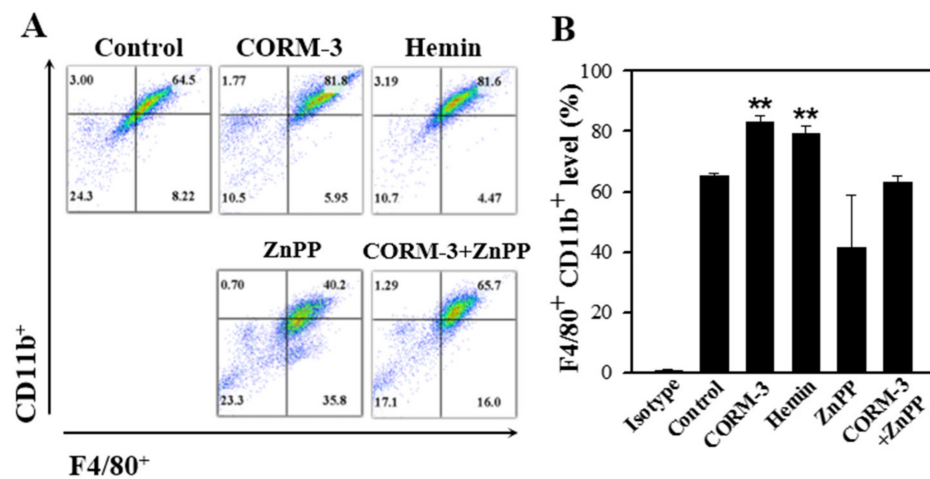 A
B
Control
CORM-3
Hemin
3.00
64.5
24.3
8.22
1.77
81.8
10.5
5.95
3.19
81.6
10.7
4.47
ZnPP
CORM-3+ZnPP
0.70
40.2
23.3
35.8
1.29
65.7
17.1
16.0
CD11b⁺
F4/80⁺
F4/80⁺ CD11b⁺ level (%)
100
80
60
40
20
0
**
**
Isotype
Control
CORM-3
Hemin
ZnPP
CORM-3
+ZnPP